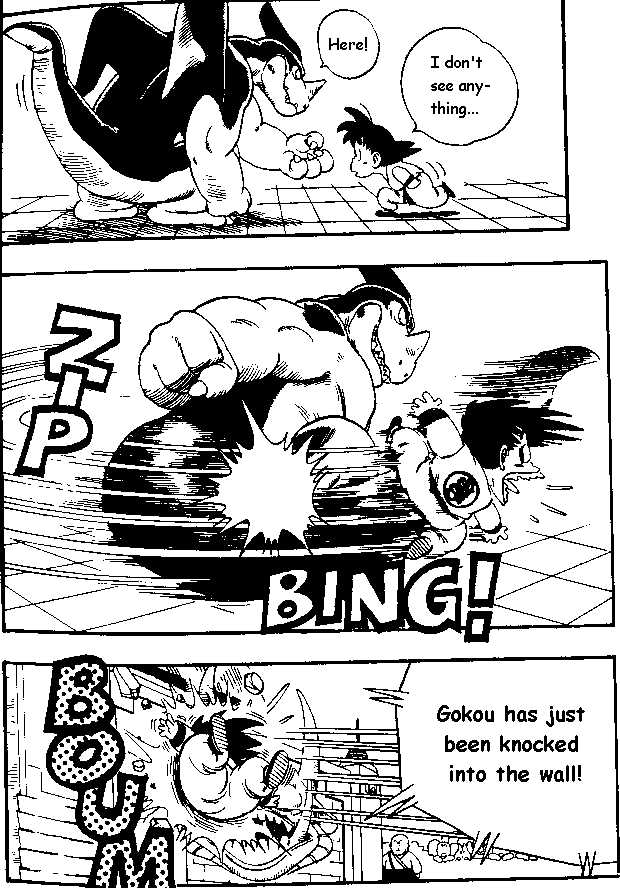 Here!
I don't
see any-
thing...
ZIP
BING!
BOUM
Gokou has just
been knocked
into the wall!